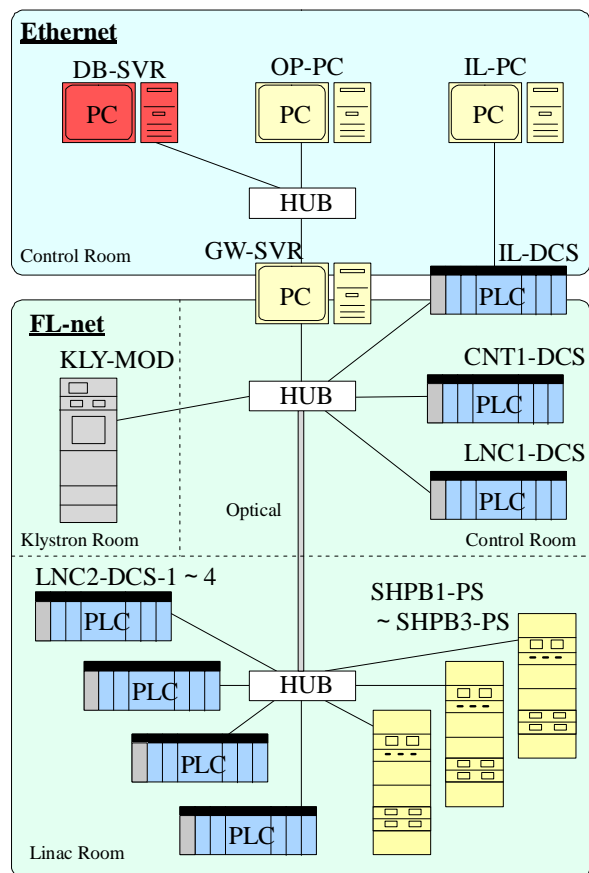 Ethernet
DB-SVR
OP-PC
IL-PC
PC
PC
PC
HUB
Control Room
GW-SVR
IL-DCS
PC
PLC
FL-net
KLY-MOD
CNT1-DCS
HUB
PLC
LNC1-DCS
PLC
Optical
Klystron Room
Control Room
LNC2-DCS-1 ~ 4
SHPB1-PS
~ SHPB3-PS
PLC
PLC
HUB
PLC
PLC
Linac Room